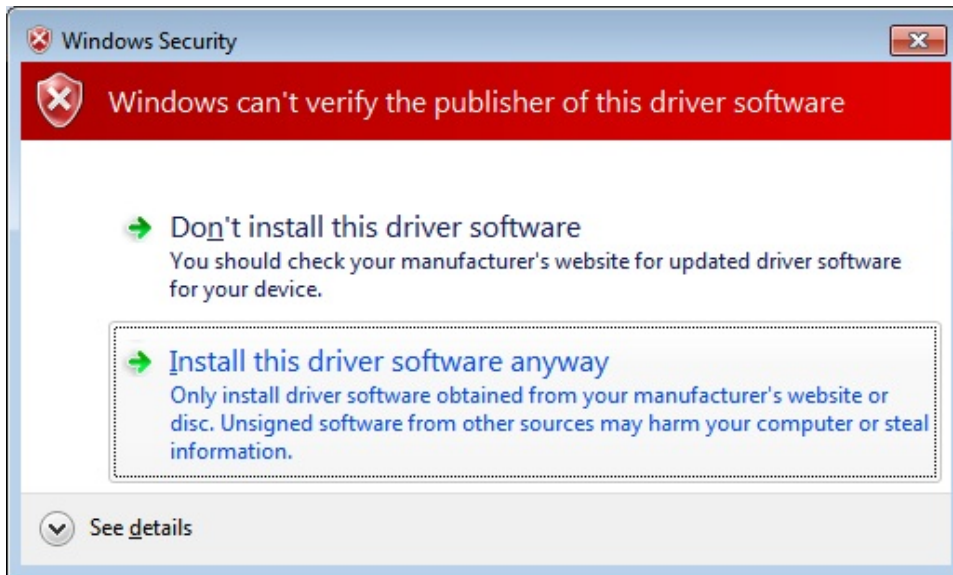 Windows Security
Windows can't verify the publisher of this driver software
Don't install this driver software
You should check your manufacturer's website for updated driver software
for your device.
Install this driver software anyway
Only install driver software obtained from your manufacturer's website or
disc. Unsigned software from other sources may harm your computer or steal
information.
See details